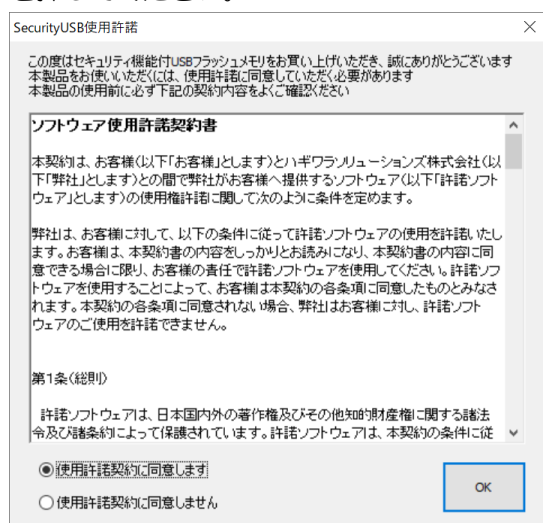 SecurityUSB使用許諾
この度はセキュリティ機能付USBフラッシュメモリをお買い上げいただき、誠にありがとうございます
本製品をお使いいただくには、使用許諾に同意していただく必要があります
本製品の使用前に必ず下記の契約内容をよくご確認ください
ソフトウェア使用許諾契約書
本契約は、お客様(以下「お客様」とします)とハギワラソリューションズ株式会社(以
下「弊社」とします)との間で弊社がお客様へ提供するソフトウェア(以下「許諾ソフト
ウェア」とします)の使用権許諾に関して次のように条件を定めます。
弊社は、お客様に対して、以下の条件に従って許諾ソフトウェアの使用を許諾いたし
ます。お客様は、本契約書の内容をしっかりとお読みになり、本契約書の内容に同
意できる場合に限り、お客様の責任で許諾ソフトウェアを使用してください。許諾ソフ
トウェアを使用することによって、お客様は本契約の各条項に同意したものとみなさ
れます。本契約の各条項に同意されない場合、弊社はお客様に対し、許諾ソフト
ウェアのご使用を許諾できません。
第1条(総則)
許諾ソフトウェアは、日本国内外の著作権及びその他知的財産権に関する諸法
令及び諸条約によって保護されています。許諾ソフトウェアは、本契約の条件に従
使用許諾契約に同意します
使用許諾契約に同意しません
OK